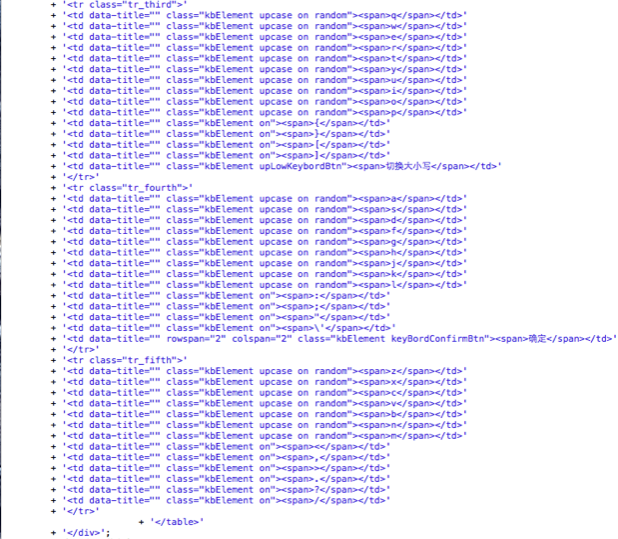 + '<tr class="tr_third">'
+ '<td data-title="" class="kbElement upcase on random"><span>q</span></td>'
+ '<td data-title="" class="kbElement upcase on random"><span>w</span></td>'
+ '<td data-title="" class="kbElement upcase on random"><span>e</span></td>'
+ '<td data-title="" class="kbElement upcase on random"><span>r</span></td>'
+ '<td data-title="" class="kbElement upcase on random"><span>t</span></td>'
+ '<td data-title="" class="kbElement upcase on random"><span>y</span></td>'
+ '<td data-title="" class="kbElement upcase on random"><span>u</span></td>'
+ '<td data-title="" class="kbElement upcase on random"><span>i</span></td>'
+ '<td data-title="" class="kbElement upcase on random"><span>o</span></td>'
+ '<td data-title="" class="kbElement upcase on random"><span>p</span></td>'
+ '<td data-title="" class="kbElement on"><span>{</span></td>'
+ '<td data-title="" class="kbElement on"><span>}</span></td>'
+ '<td data-title="" class="kbElement on"><span>[</span></td>'
+ '<td data-title="" class="kbElement on"><span>]</span></td>'
+ '<td data-title="" class="kbElement upLowKeybordBtn"><span>切换大小写</span></td>'
+ '</tr>'
+ '<tr class="tr_fourth">'
+ '<td data-title="" class="kbElement upcase on random"><span>a</span></td>'
+ '<td data-title="" class="kbElement upcase on random"><span>s</span></td>'
+ '<td data-title="" class="kbElement upcase on random"><span>d</span></td>'
+ '<td data-title="" class="kbElement upcase on random"><span>f</span></td>'
+ '<td data-title="" class="kbElement upcase on random"><span>g</span></td>'
+ '<td data-title="" class="kbElement upcase on random"><span>h</span></td>'
+ '<td data-title="" class="kbElement upcase on random"><span>j</span></td>'
+ '<td data-title="" class="kbElement upcase on random"><span>k</span></td>'
+ '<td data-title="" class="kbElement upcase on random"><span>l</span></td>'
+ '<td data-title="" class="kbElement on"><span>:</span></td>'
+ '<td data-title="" class="kbElement on"><span>;</span></td>'
+ '<td data-title="" class="kbElement on"><span>"</span></td>'
+ '<td data-title="" class="kbElement on"><span>\'</span></td>'
+ '<td data-title="" rowspan="2" colspan="2" class="kbElement keyBordConfirmBtn"><span>确定</span></td>'
+ '</tr>'
+ '<tr class="tr_fifth">'
+ '<td data-title="" class="kbElement upcase on random"><span>z</span></td>'
+ '<td data-title="" class="kbElement upcase on random"><span>x</span></td>'
+ '<td data-title="" class="kbElement upcase on random"><span>c</span></td>'
+ '<td data-title="" class="kbElement upcase on random"><span>v</span></td>'
+ '<td data-title="" class="kbElement upcase on random"><span>b</span></td>'
+ '<td data-title="" class="kbElement upcase on random"><span>n</span></td>'
+ '<td data-title="" class="kbElement upcase on random"><span>m</span></td>'
+ '<td data-title="" class="kbElement on"><span><</span></td>'
+ '<td data-title="" class="kbElement on"><span>,</span></td>'
+ '<td data-title="" class="kbElement on"><span>></span></td>'
+ '<td data-title="" class="kbElement on"><span>.</span></td>'
+ '<td data-title="" class="kbElement on"><span>?</span></td>'
+ '<td data-title="" class="kbElement on"><span>/</span></td>'
+ '</tr>'
+ '</table>'
+ '</div>';